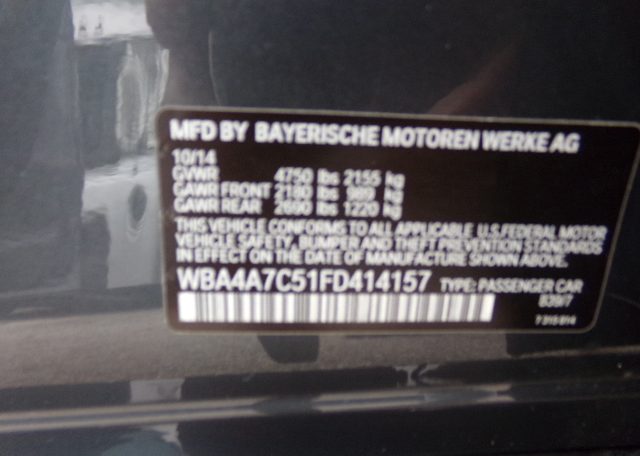 MFD BY BAYERISCHE MOTOREN WERKE AG
10/14
GVWR 4750 lbs 2155 kg
GAWR FRONT 2180 lbs 989 kg
GAWR REAR 2690 lbs 1220 kg
THIS VEHICLE CONFORMS TO ALL APPLICABLE U.S. FEDERAL MOTOR
VEHICLE SAFETY, BUMPER AND THEFT PREVENTION STANDARDS
IN EFFECT ON DATE OF MANUFACTURE SHOWN ABOVE.
WBA4A7C51FD414157 TYPE: PASSENGER CAR